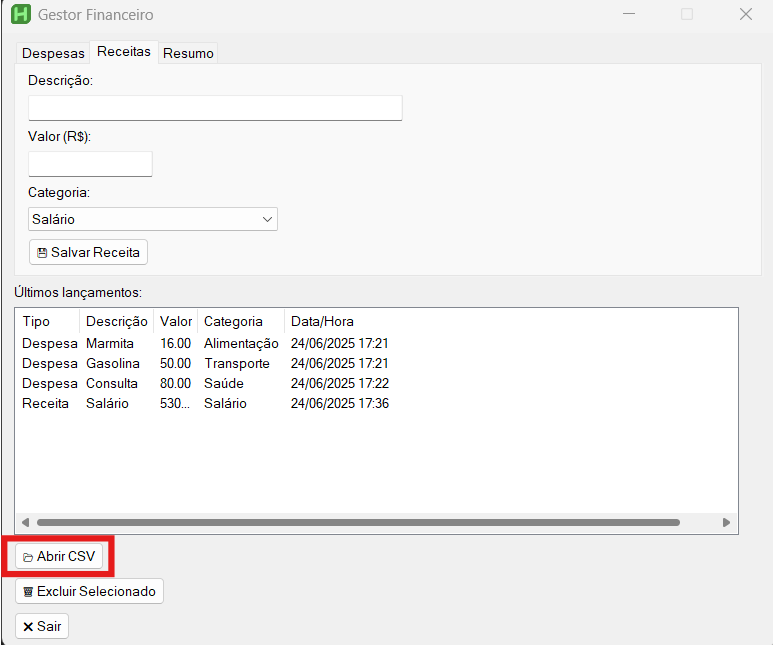 Gestor Financeiro
Despesas Receitas Resumo
Descrição:
Valor (R$):
Categoria:
Salário
Salvar Receita
Últimos lançamentos:
Tipo Descrição Valor Categoria Data/Hora
Despesa Marmita 16.00 Alimentação 24/06/2025 17:21
Despesa Gasolina 50.00 Transporte 24/06/2025 17:21
Despesa Consulta 80.00 Saúde 24/06/2025 17:22
Receita Salário 530... Salário 24/06/2025 17:36
Abrir CSV
Excluir Selecionado
Sair